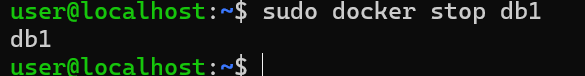 user@localhost:~$ sudo docker stop db1
db1
user@localhost:~$